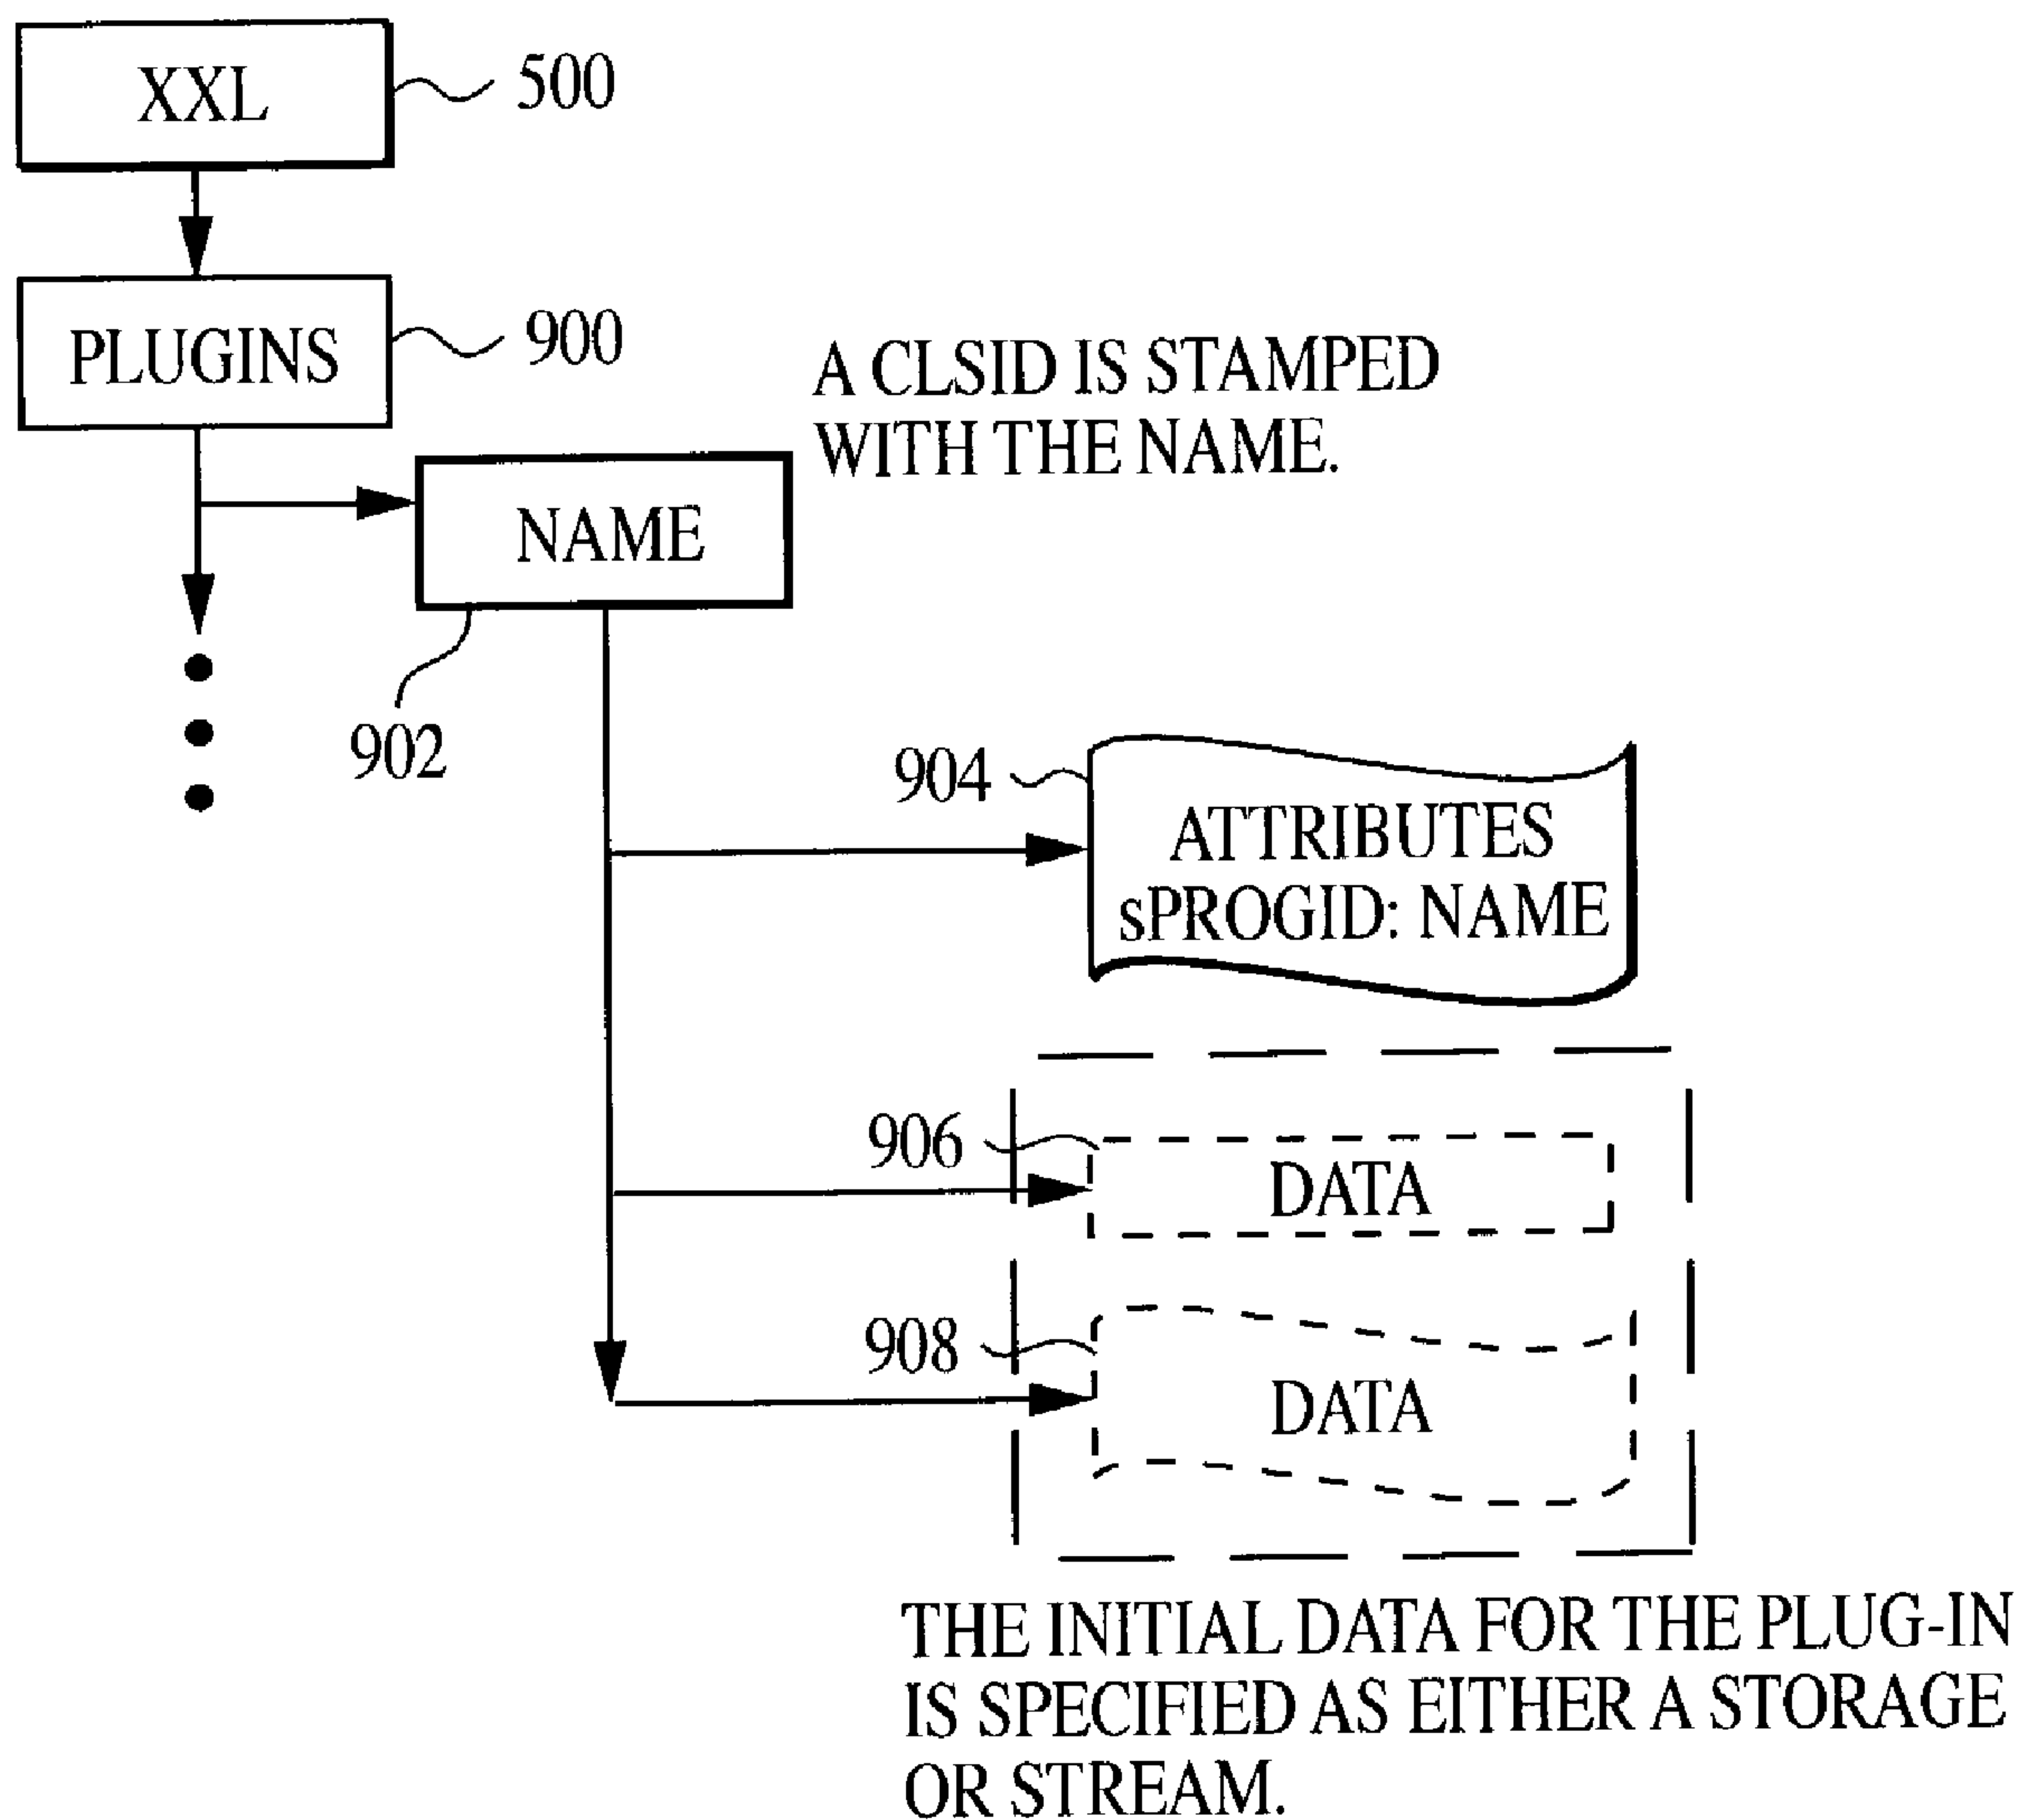 XXL
500
PLUGINS
900
A CLSID IS STAMPED
WITH THE NAME.
NAME
902
904
ATTRIBUTES
sPROGID: NAME
906
DATA
908
DATA
THE INITIAL DATA FOR THE PLUG-IN
IS SPECIFIED AS EITHER A STORAGE
OR STREAM.